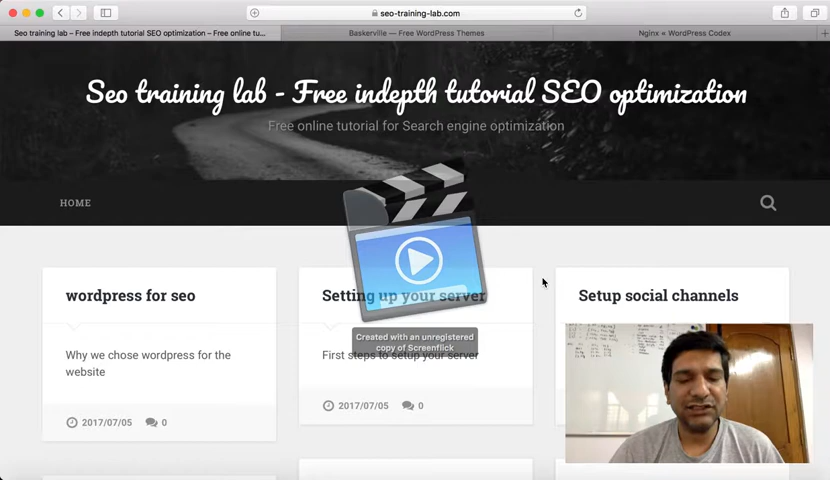 seo-training-lab.com
Seo training lab – Free indepth tutorial SEO optimization – Free online tu...
Baskerville — Free WordPress Themes
Nginx « WordPress Codex
Seo training lab - Free indepth tutorial SEO optimization
Free online tutorial for Search engine optimization
HOME
wordpress for seo
Setting up your server
Setup social channels
Created with an unregistered
copy of Screenflick
Why we chose wordpress for the
website
First steps to setup your server
2017/07/05
0
2017/07/05
0